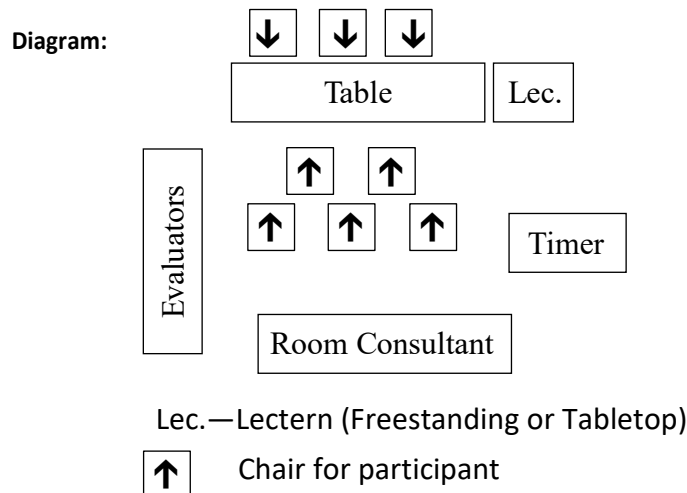 Diagram:
Table
Lec.
Evaluators
Timer
Room Consultant
Lec.—Lectern (Freestanding or Tabletop)
Chair for participant